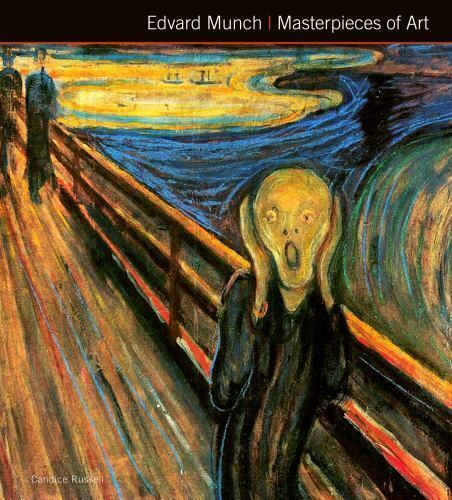 Edvard Munch | Masterpieces of Art
Candice Russell